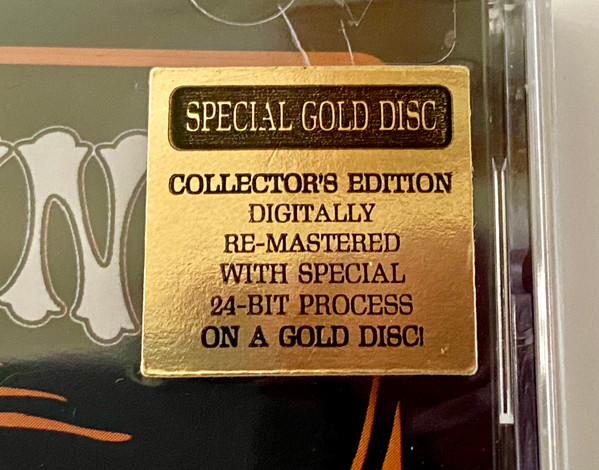 SPECIAL GOLD DISC
COLLECTOR'S EDITION
DIGITALLY
RE-MASTERED
WITH SPECIAL
24-BIT PROCESS
ON A GOLD DISC!
N